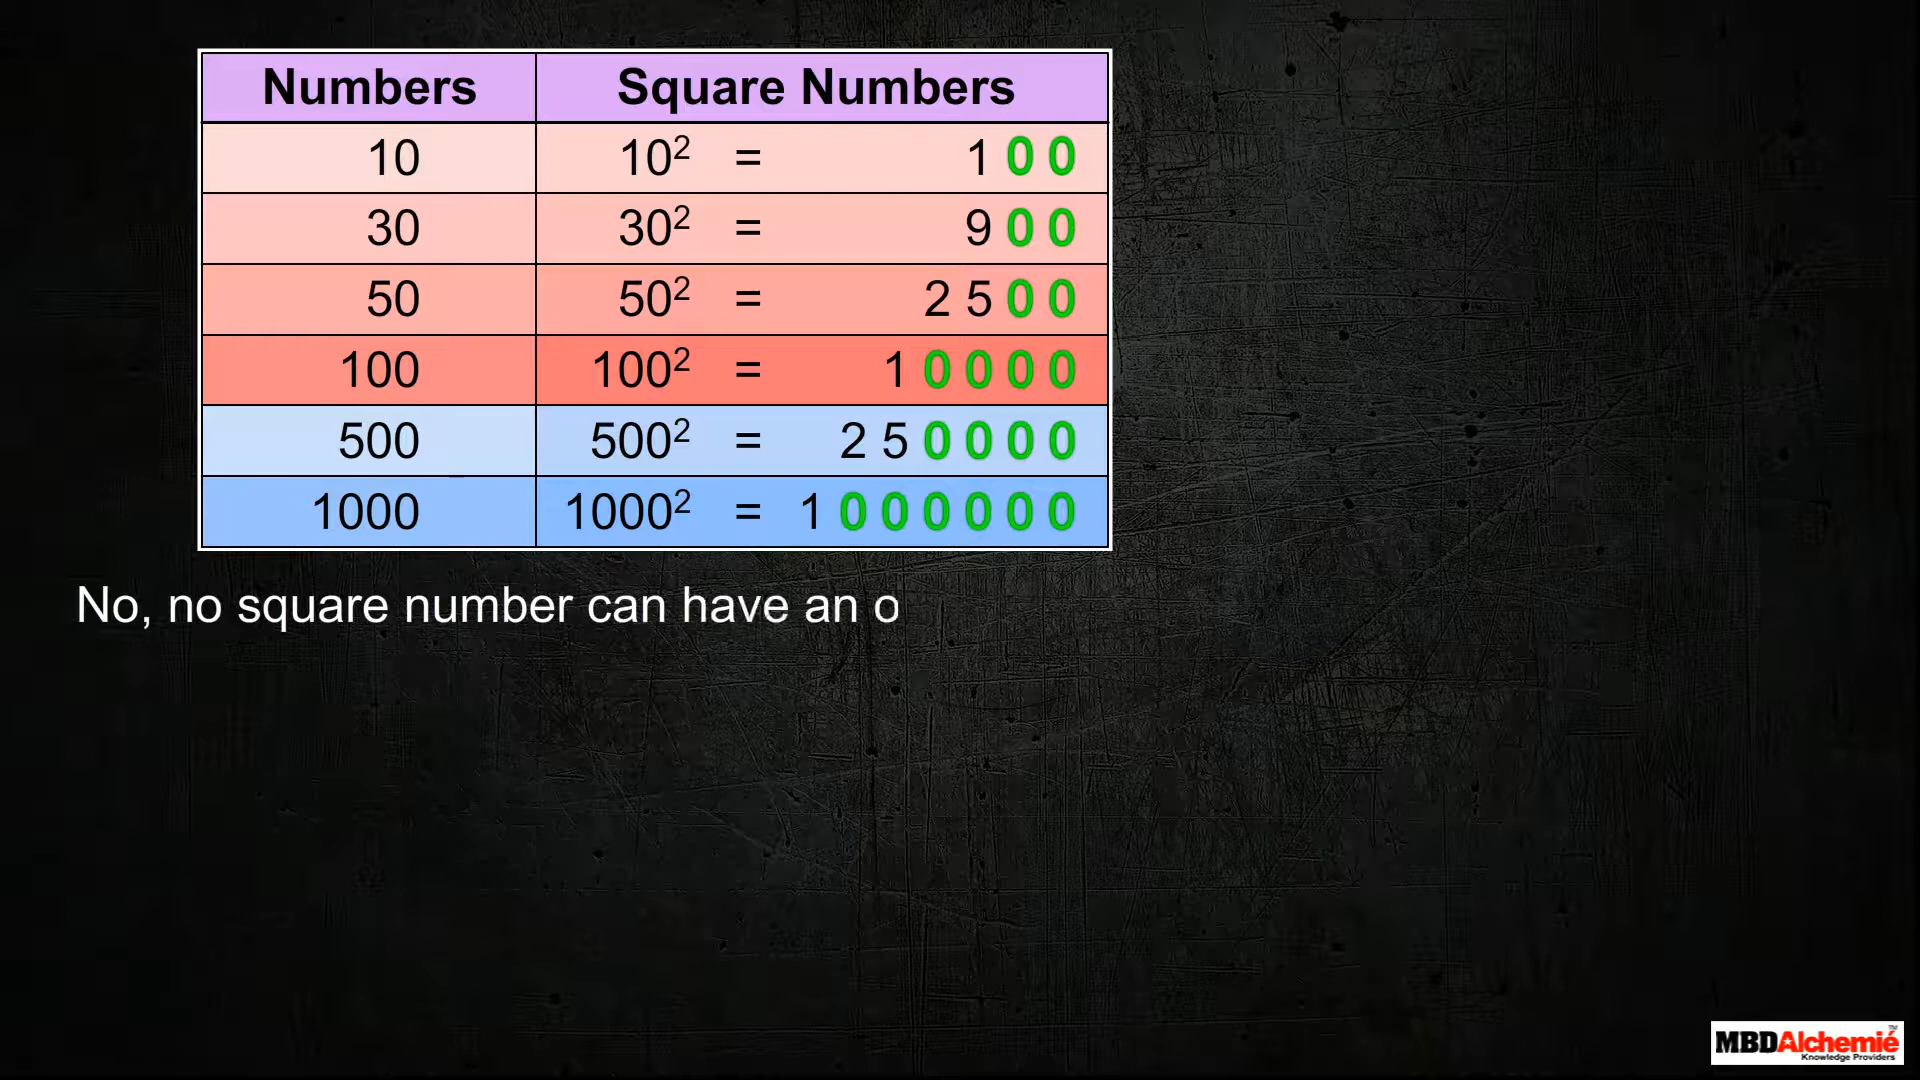 Numbers Square Numbers
10 10² = 1 0 0
30 30² = 9 0 0
50 50² = 2 5 0 0
100 100² = 1 0 0 0 0
500 500² = 2 5 0 0 0 0
1000 1000² = 1 0 0 0 0 0 0
No, no square number can have an o
MBDAlchemié™
Knowledge Providers